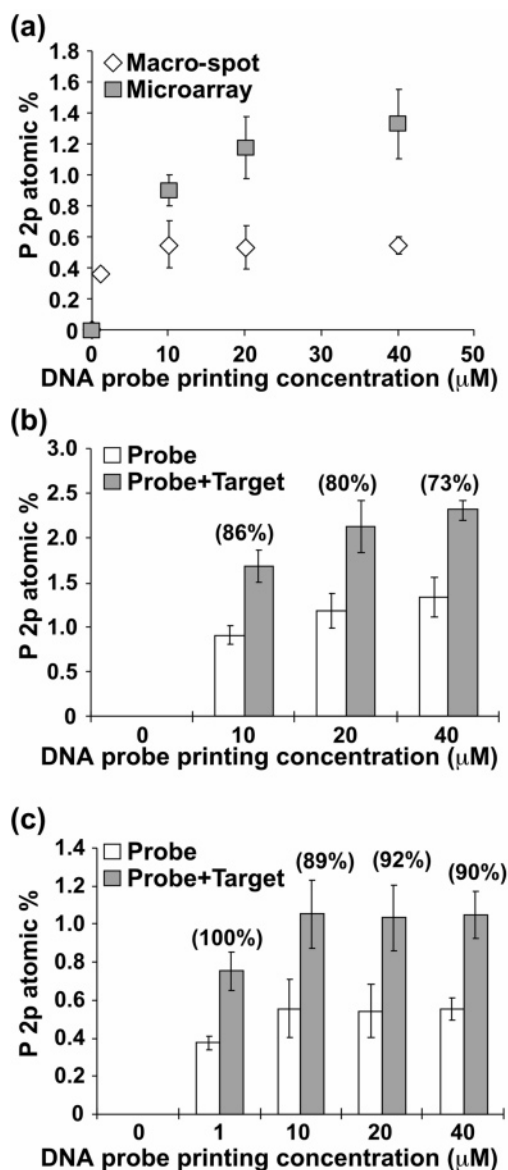 (a)
Macro-spot
Microarray
P 2p atomic %
1.8
1.6
1.4
1.2
1.0
0.8
0.6
0.4
0.2
0
0 10 20 30 40 50
DNA probe printing concentration (μM)
(b)
Probe
Probe+Target
P 2p atomic %
3.0
2.5
2.0
1.5
1.0
0.5
0
(86%) (80%) (73%)
0 10 20 40
DNA probe printing concentration (μM)
(c)
Probe
Probe+Target
P 2p atomic %
1.4
1.2
1.0
0.8
0.6
0.4
0.2
0
(100%) (89%) (92%) (90%)
0 1 10 20 40
DNA probe printing concentration (μM)